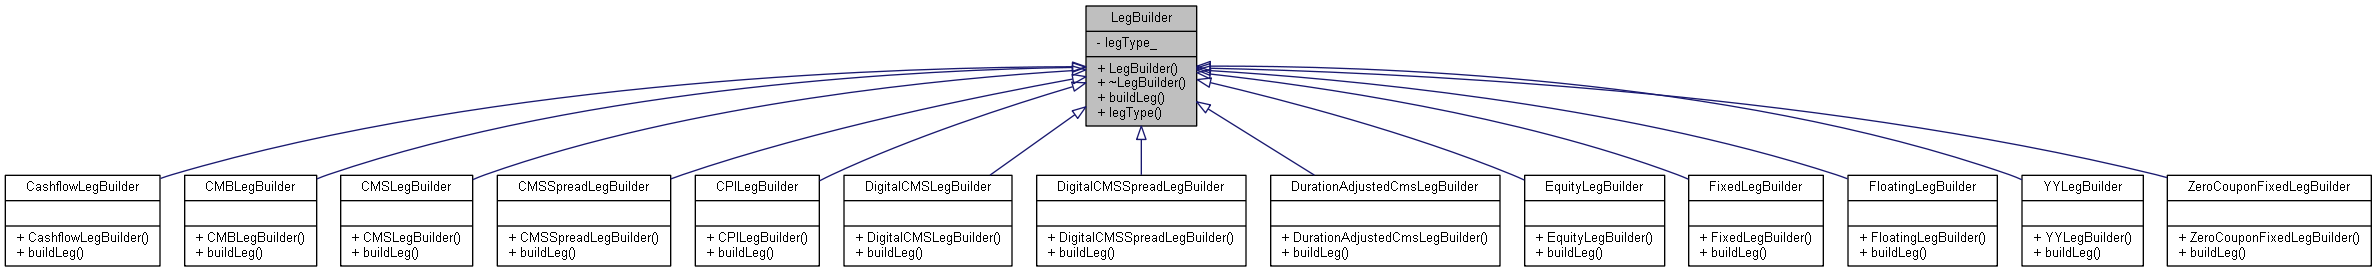 LegBuilder
- legType_
+ LegBuilder()
+ ~LegBuilder()
+ buildLeg()
+ legType()
CashflowLegBuilder
+ CashflowLegBuilder()
+ buildLeg()
CMBLegBuilder
+ CMBLegBuilder()
+ buildLeg()
CMSLegBuilder
+ CMSLegBuilder()
+ buildLeg()
CMSSpreadLegBuilder
+ CMSSpreadLegBuilder()
+ buildLeg()
CPILegBuilder
+ CPILegBuilder()
+ buildLeg()
DigitalCMSLegBuilder
+ DigitalCMSLegBuilder()
+ buildLeg()
DigitalCMSSpreadLegBuilder
+ DigitalCMSSpreadLegBuilder()
+ buildLeg()
DurationAdjustedCmsLegBuilder
+ DurationAdjustedCmsLegBuilder()
+ buildLeg()
EquityLegBuilder
+ EquityLegBuilder()
+ buildLeg()
FixedLegBuilder
+ FixedLegBuilder()
+ buildLeg()
FloatingLegBuilder
+ FloatingLegBuilder()
+ buildLeg()
YYLegBuilder
+ YYLegBuilder()
+ buildLeg()
ZeroCouponFixedLegBuilder
+ ZeroCouponFixedLegBuilder()
+ buildLeg()